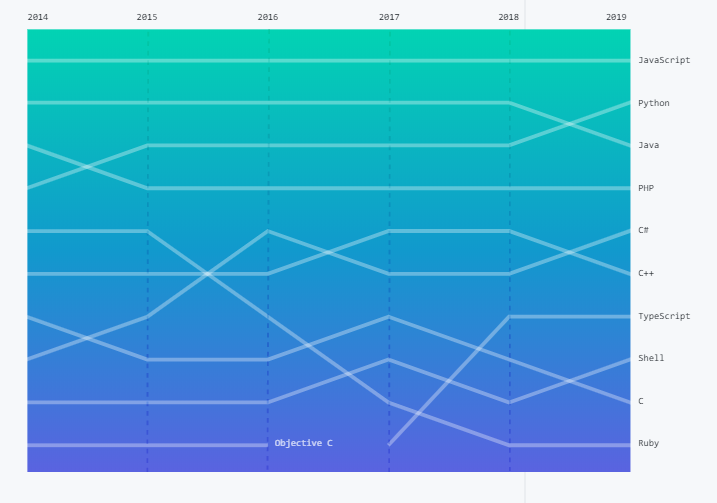 2014 2015 2016 2017 2018 2019
JavaScript
Python
Java
PHP
C#
C++
TypeScript
Shell
C
Objective C
Ruby